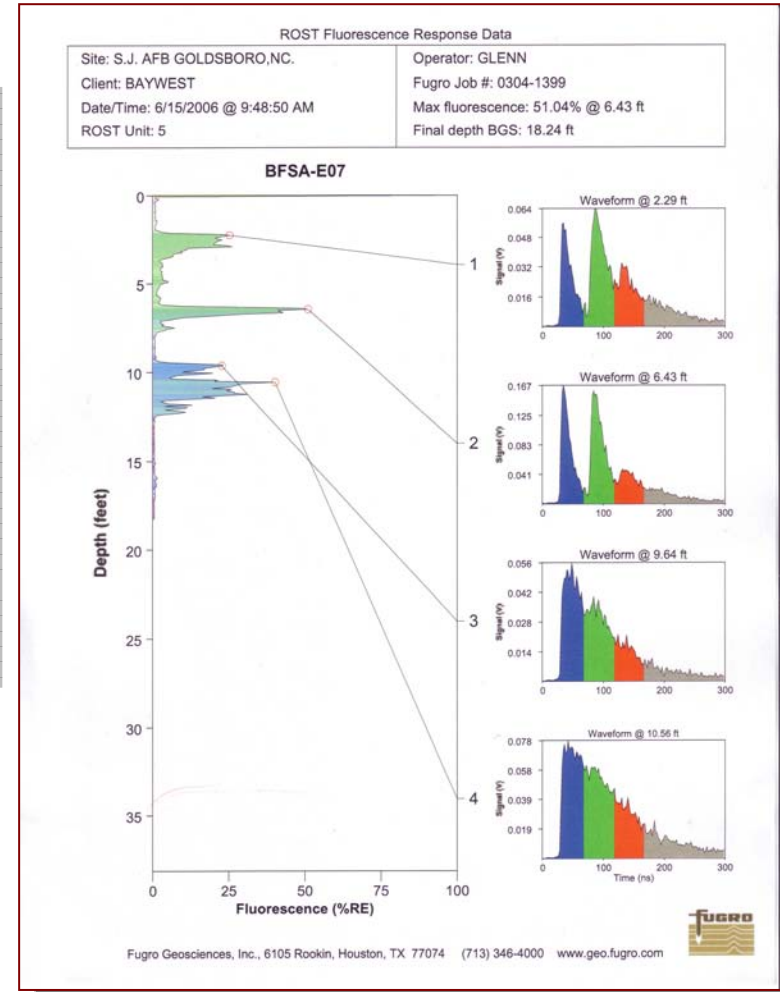 ROST Fluorescence Response Data
Site: S.J. AFB GOLDSBORO,NC.
Client: BAYWEST
Date/Time: 6/15/2006 @ 9:48:50 AM
ROST Unit: 5
Operator: GLENN
Fugro Job #: 0304-1399
Max fluorescence: 51.04% @ 6.43 ft
Final depth BGS: 18.24 ft
BFSA-E07
0
5
10
15
20
25
30
35
Depth (feet)
0 25 50 75 100
Fluorescence (%RE)
1
2
3
4
Waveform @ 2.29 ft
0.064
0.048
0.032
0.016
Signal (V)
0 100 200 300
Waveform @ 6.43 ft
0.167
0.125
0.083
0.041
Signal (V)
0 100 200 300
Waveform @ 9.64 ft
0.056
0.042
0.028
0.014
Signal (V)
0 100 200 300
Waveform @ 10.56 ft
0.078
0.058
0.039
0.019
Signal (V)
0 100 200 300
Time (ns)
fUGRO
Fugro Geosciences, Inc., 6105 Rookin, Houston, TX 77074 (713) 346-4000 www.geo.fugro.com